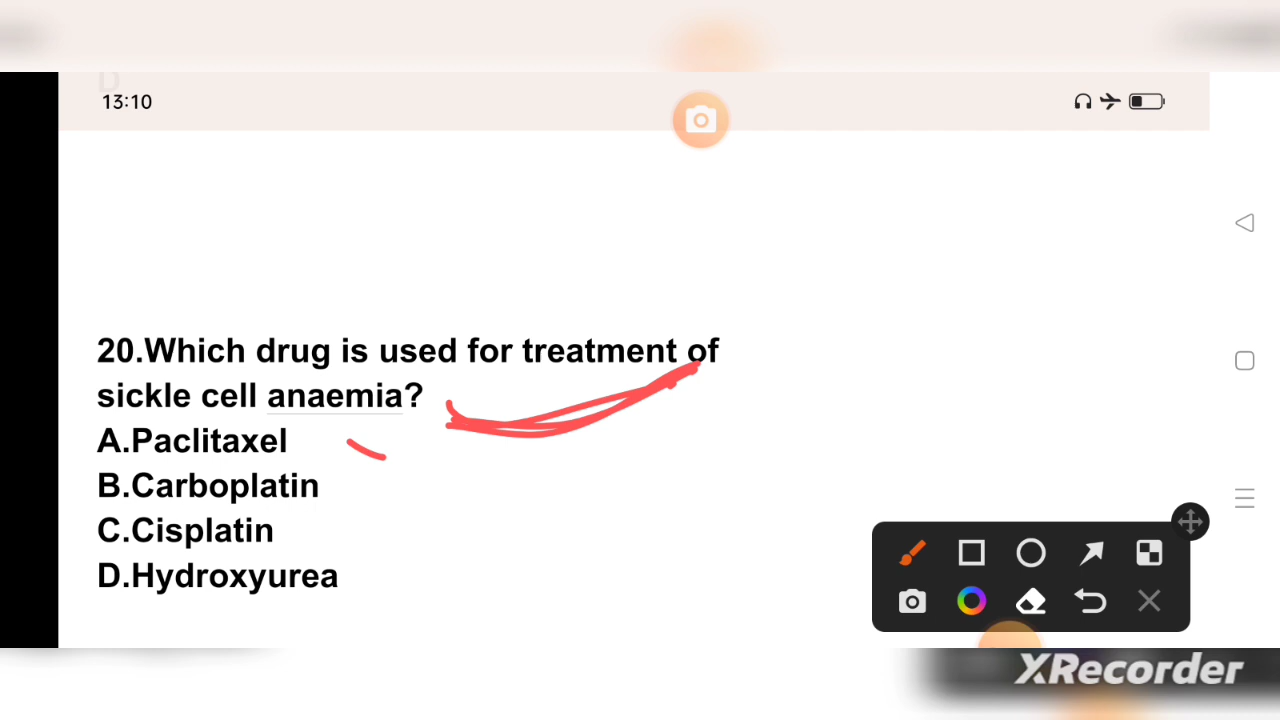 13:10
20.Which drug is used for treatment of
sickle cell anaemia?
A.Paclitaxel
B.Carboplatin
C.Cisplatin
D.Hydroxyurea
XRecorder